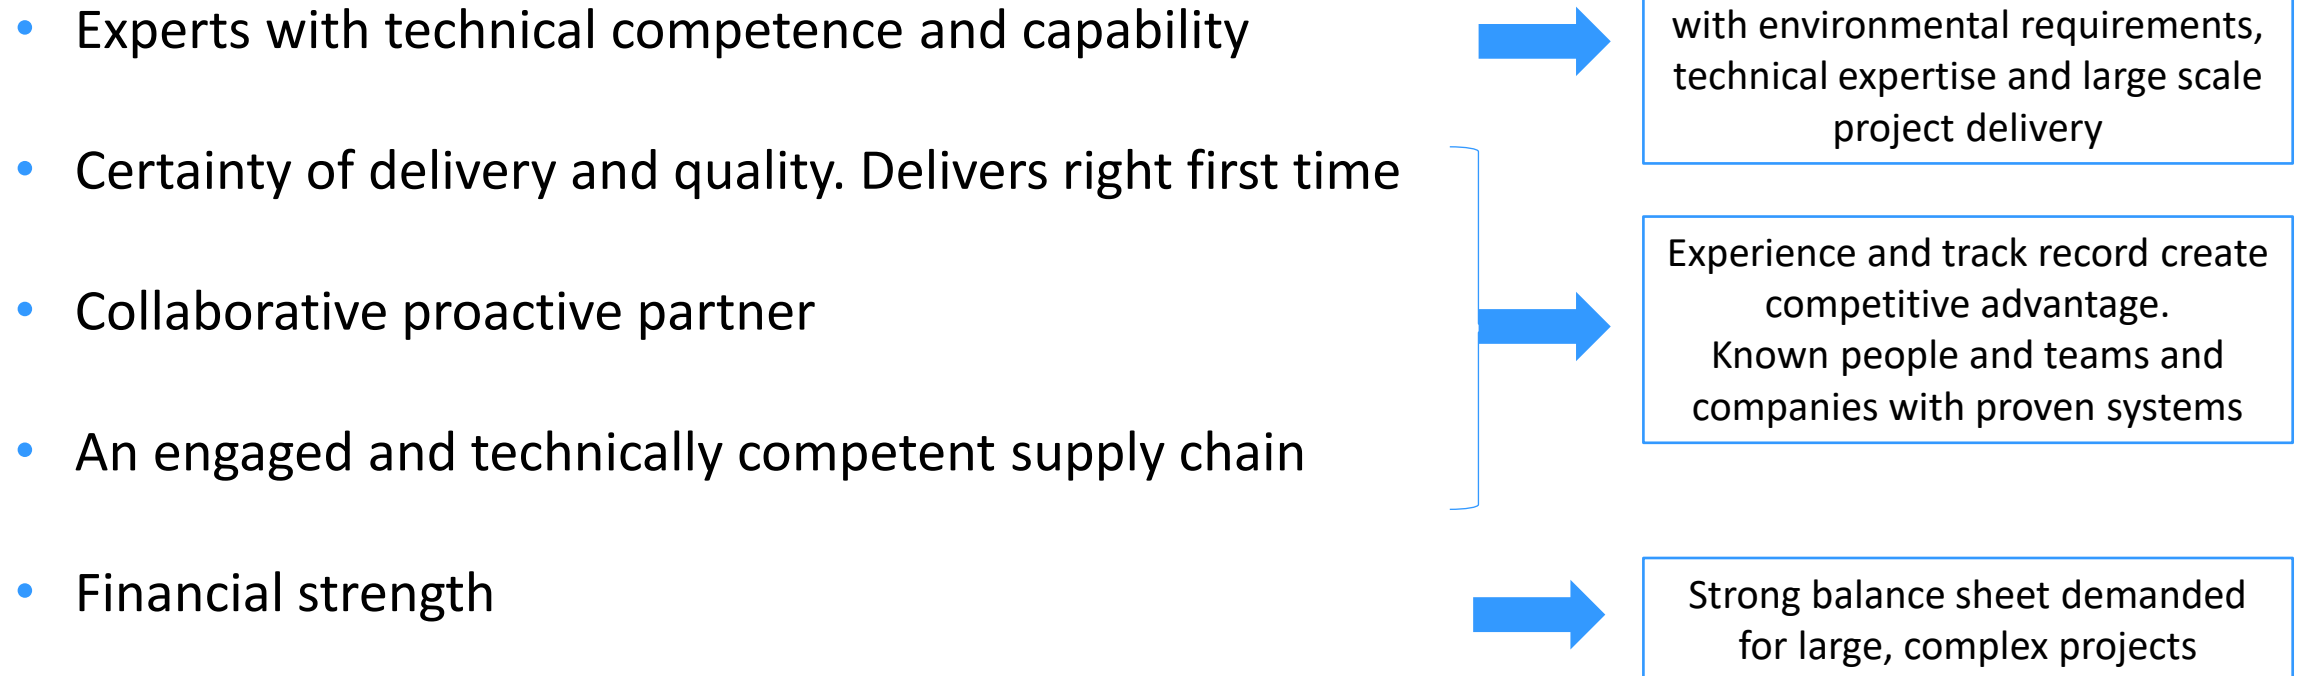 • Experts with technical competence and capability
with environmental requirements,
technical expertise and large scale
project delivery
• Certainty of delivery and quality. Delivers right first time
• Collaborative proactive partner
• An engaged and technically competent supply chain
Experience and track record create
competitive advantage.
Known people and teams and
companies with proven systems
• Financial strength
Strong balance sheet demanded
for large, complex projects